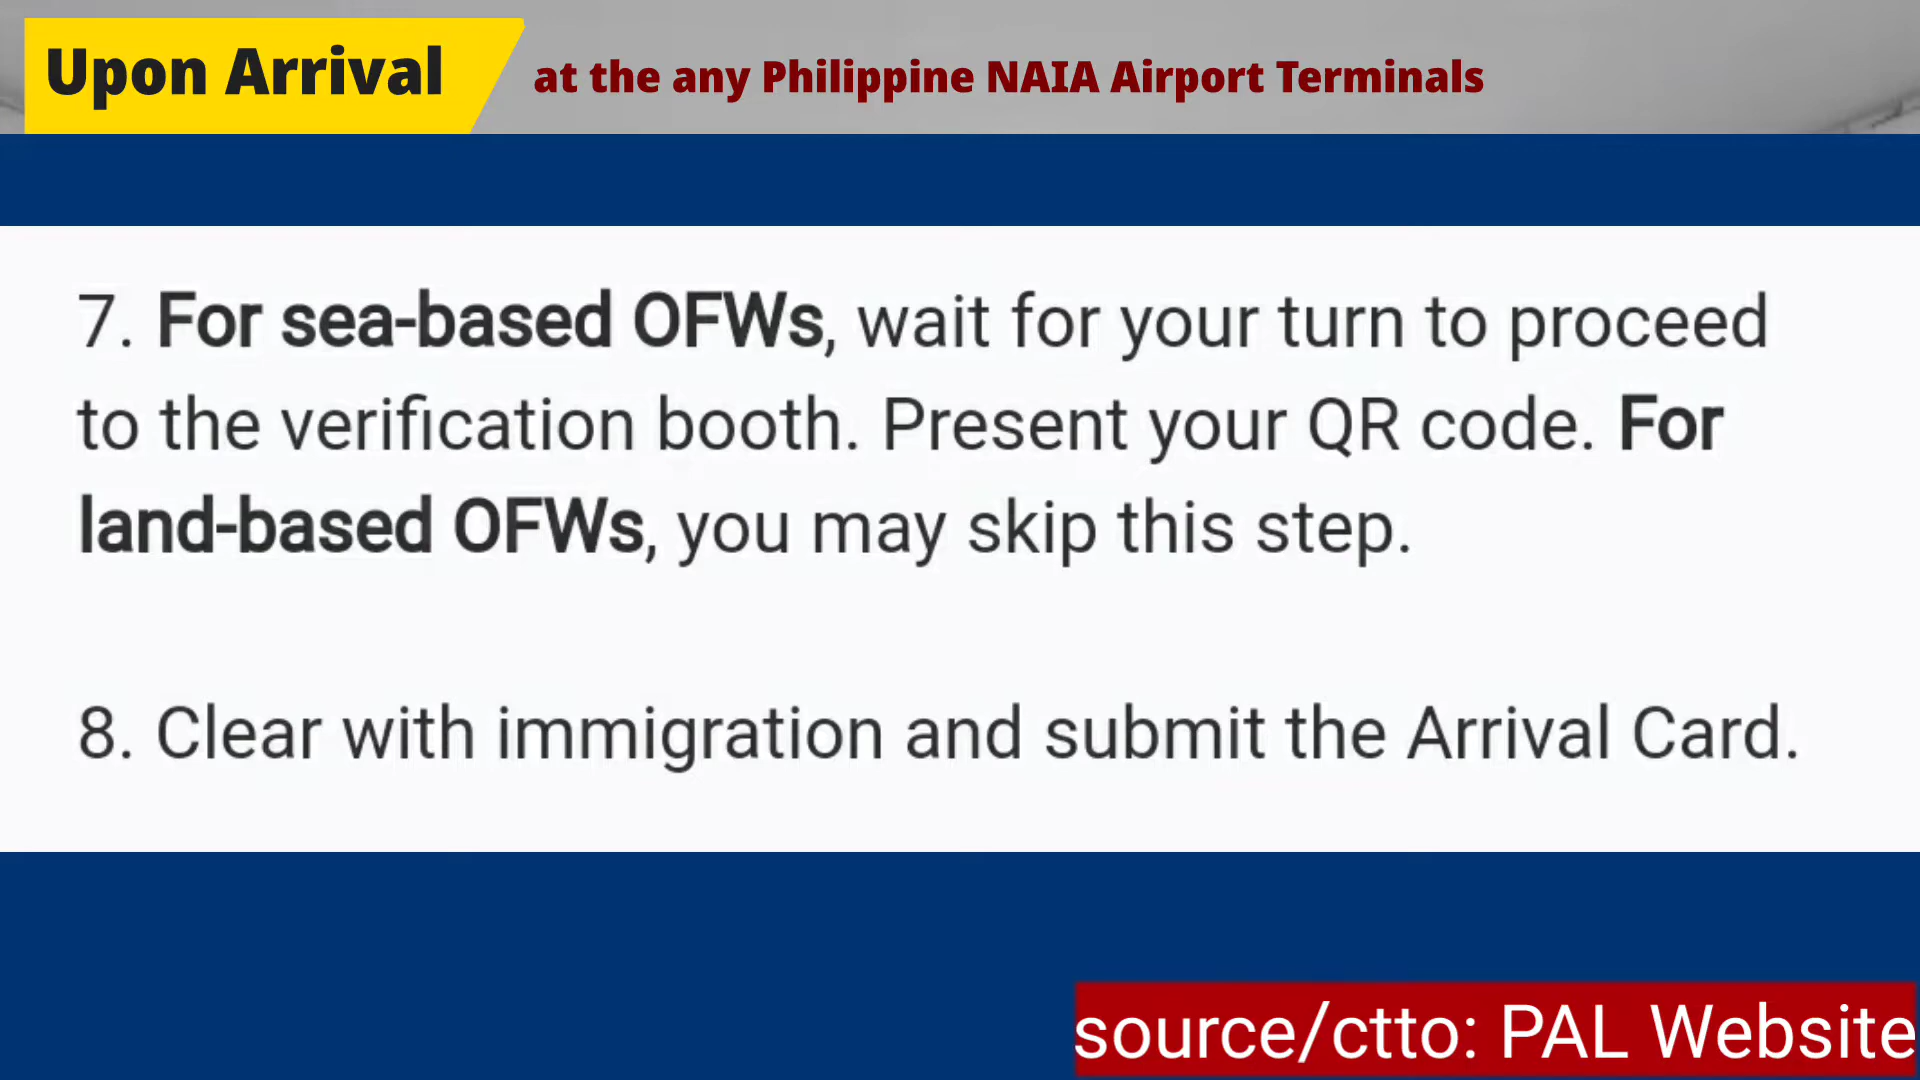 Upon Arrival
at the any Philippine NAIA Airport Terminals
7. For sea-based OFWs, wait for your turn to proceed
to the verification booth. Present your QR code. For
land-based OFWs, you may skip this step.
8. Clear with immigration and submit the Arrival Card.
source/ctto: PAL Website